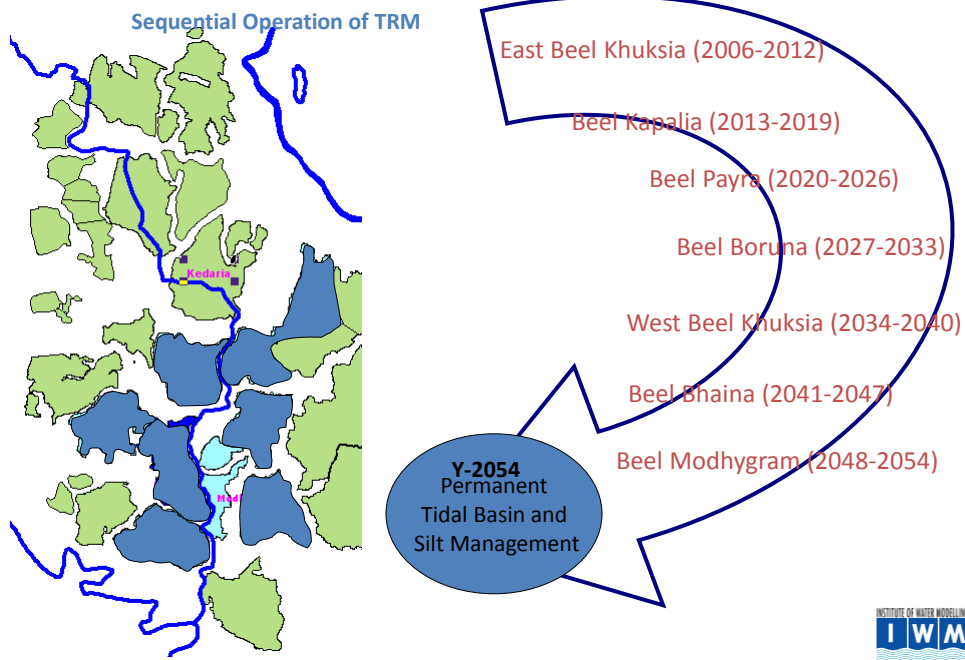 Sequential Operation of TRM
East Beel Khuksia (2006-2012)
Beel Kapalia (2013-2019)
Beel Payra (2020-2026)
Beel Boruna (2027-2033)
Kedaria
West Beel Khuksia (2034-2040)
Beel Bhaina (2041-2047)
Beel Modhygram (2048-2054)
Y-2054
Permanent
Tidal Basin and
Silt Management
INSTITUTE OF WATER MODELLING
IWM